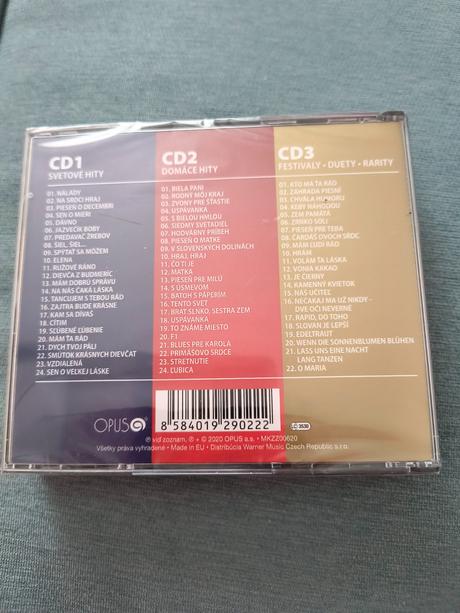 CD1
SVETOVÉ HITY
01. NÁLADY
02. NA SRDCI HRAJ
03. PIESEŇ O DECEMBRI
04. SEN O MIERI
05. DÁVNO
06. JAZVEČÍK BOBY
07. PREDAVAČ ŽREBOV
08. SIEL, SIEL...
09. SPÝTAŤ SA MÔŽEM
10. ELENA
11. RUŽOVÉ RÁNO
12. DIEVČA Z BUDMERÍC
13. MÁM DOBRÚ SPRÁVU
14. NA NÁS ČAKÁ LÁSKA
15. TANCUJEM S TEBOU RÁD
16. ZAJTRA BUDE KRÁSNE
17. KAM SA DÍVAŠ
18. CÍTIM
19. SĽÚBENÉ ĽÚBENIE
20. MÁM ŤA RÁD
21. DYCH TVOJ PÁLI
22. SMÚTOK KRÁSNYCH DIEVČAT
23. VZDIALENÁ
24. SEN O VEĽKEJ LÁSKE
CD2
DOMÁCE HITY
01. BIELA PANI
02. RODNÝ MÔJ KRAJ
03. ZVONY PRE ŠŤASTIE
04. USPÁVANKA
05. S BIELOU HMLOU
06. SIEDMY SVETADIEL
07. HODVÁBNY PRÍBEH
08. PIESEŇ O MATKE
09. V SLOVENSKÝCH DOLINÁCH
10. HRAJ, HRAJ
11. ČO TI JE
12. MATKA
13. PIESEŇ PRE MILÚ
14. S ÚSMEVOM
15. BATOH S PÁPERÍM
16. TENTO SVET
17. BRAT SLNKO, SESTRA ZEM
18. USPÁVANKA
19. TO ZNÁME MIESTO
20. F1
21. BLUES PRE KAROLA
22. PRIMÁŠOVO SRDCE
23. STRETNUTIE
24. ĽUBICA
CD3
FESTIVALY • DUETY • RARITY
01. KTO MÁ ŤA RÁD
02. ZÁHRADA PIESNÍ
03. CHVÁLA HUMORU
04. KEBY NÁHODOU
05. ZEM PAMÄTÁ
06. ZRNKO SOLI
07. PIESEŇ PRE TEBA
08. ČARDÁŠ DVOCH SŔDC
09. MÁM ĽUDÍ RÁD
10. HRÁM
11. VOLÁM ŤA LÁSKA
12. VONIA KAKAO
13. JE ČIERNY
14. KAMENNÝ KVIETOK
15. NÁŠ UČITEĽ
16. NEČAKAJ MA UŽ NIKDY -
DVE OČI NEVERNÉ
17. RAPID, DO TOHO
18. SLOVAN JE LEPŠÍ
19. EDELTRAUT
20. WENN DIE SONNENBLUMEN BLÜHEN
21. LASS UNS EINE NACHT
LANG TANZEN
22. O MARIA
OPUS
8 584019 290222
3530
℗ viď zoznam, ℗ + © 2020 OPUS a.s. • MKZZ00620
Všetky práva vyhradené • Made in EU • Distribúcia Warner Music Czech Republic s.r.o.